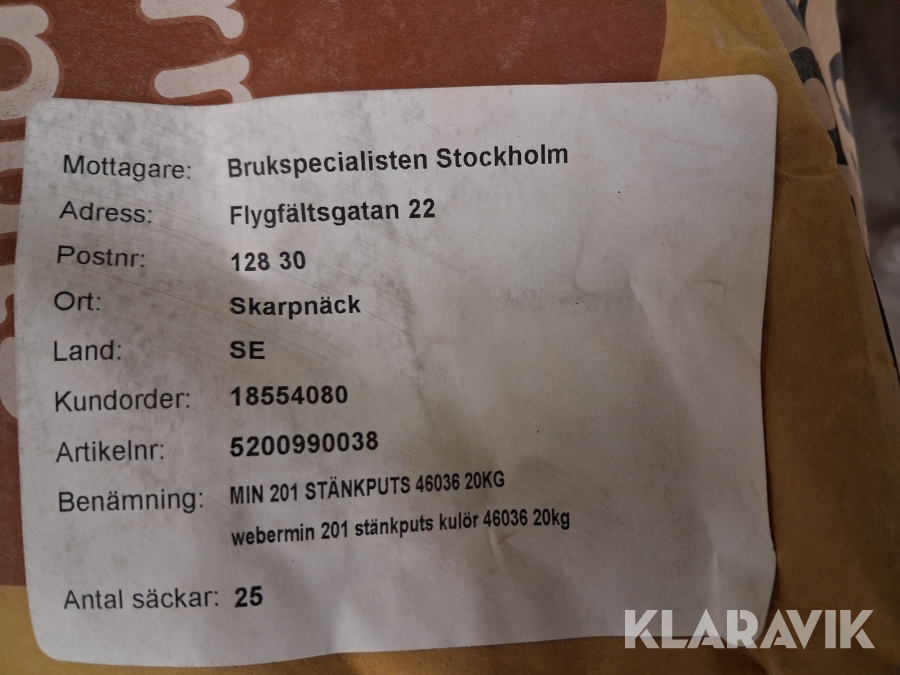 Mottagare: Brukspecialisten Stockholm
Adress: Flygfältsgatan 22
Postnr: 128 30
Ort: Skarpnäck
Land: SE
Kundorder: 18554080
Artikelnr: 5200990038
Benämning: MIN 201 STÄNKPUTS 46036 20KG
webermin 201 stänkputs kulör 46036 20kg
Antal säckar: 25
KLARAVIK